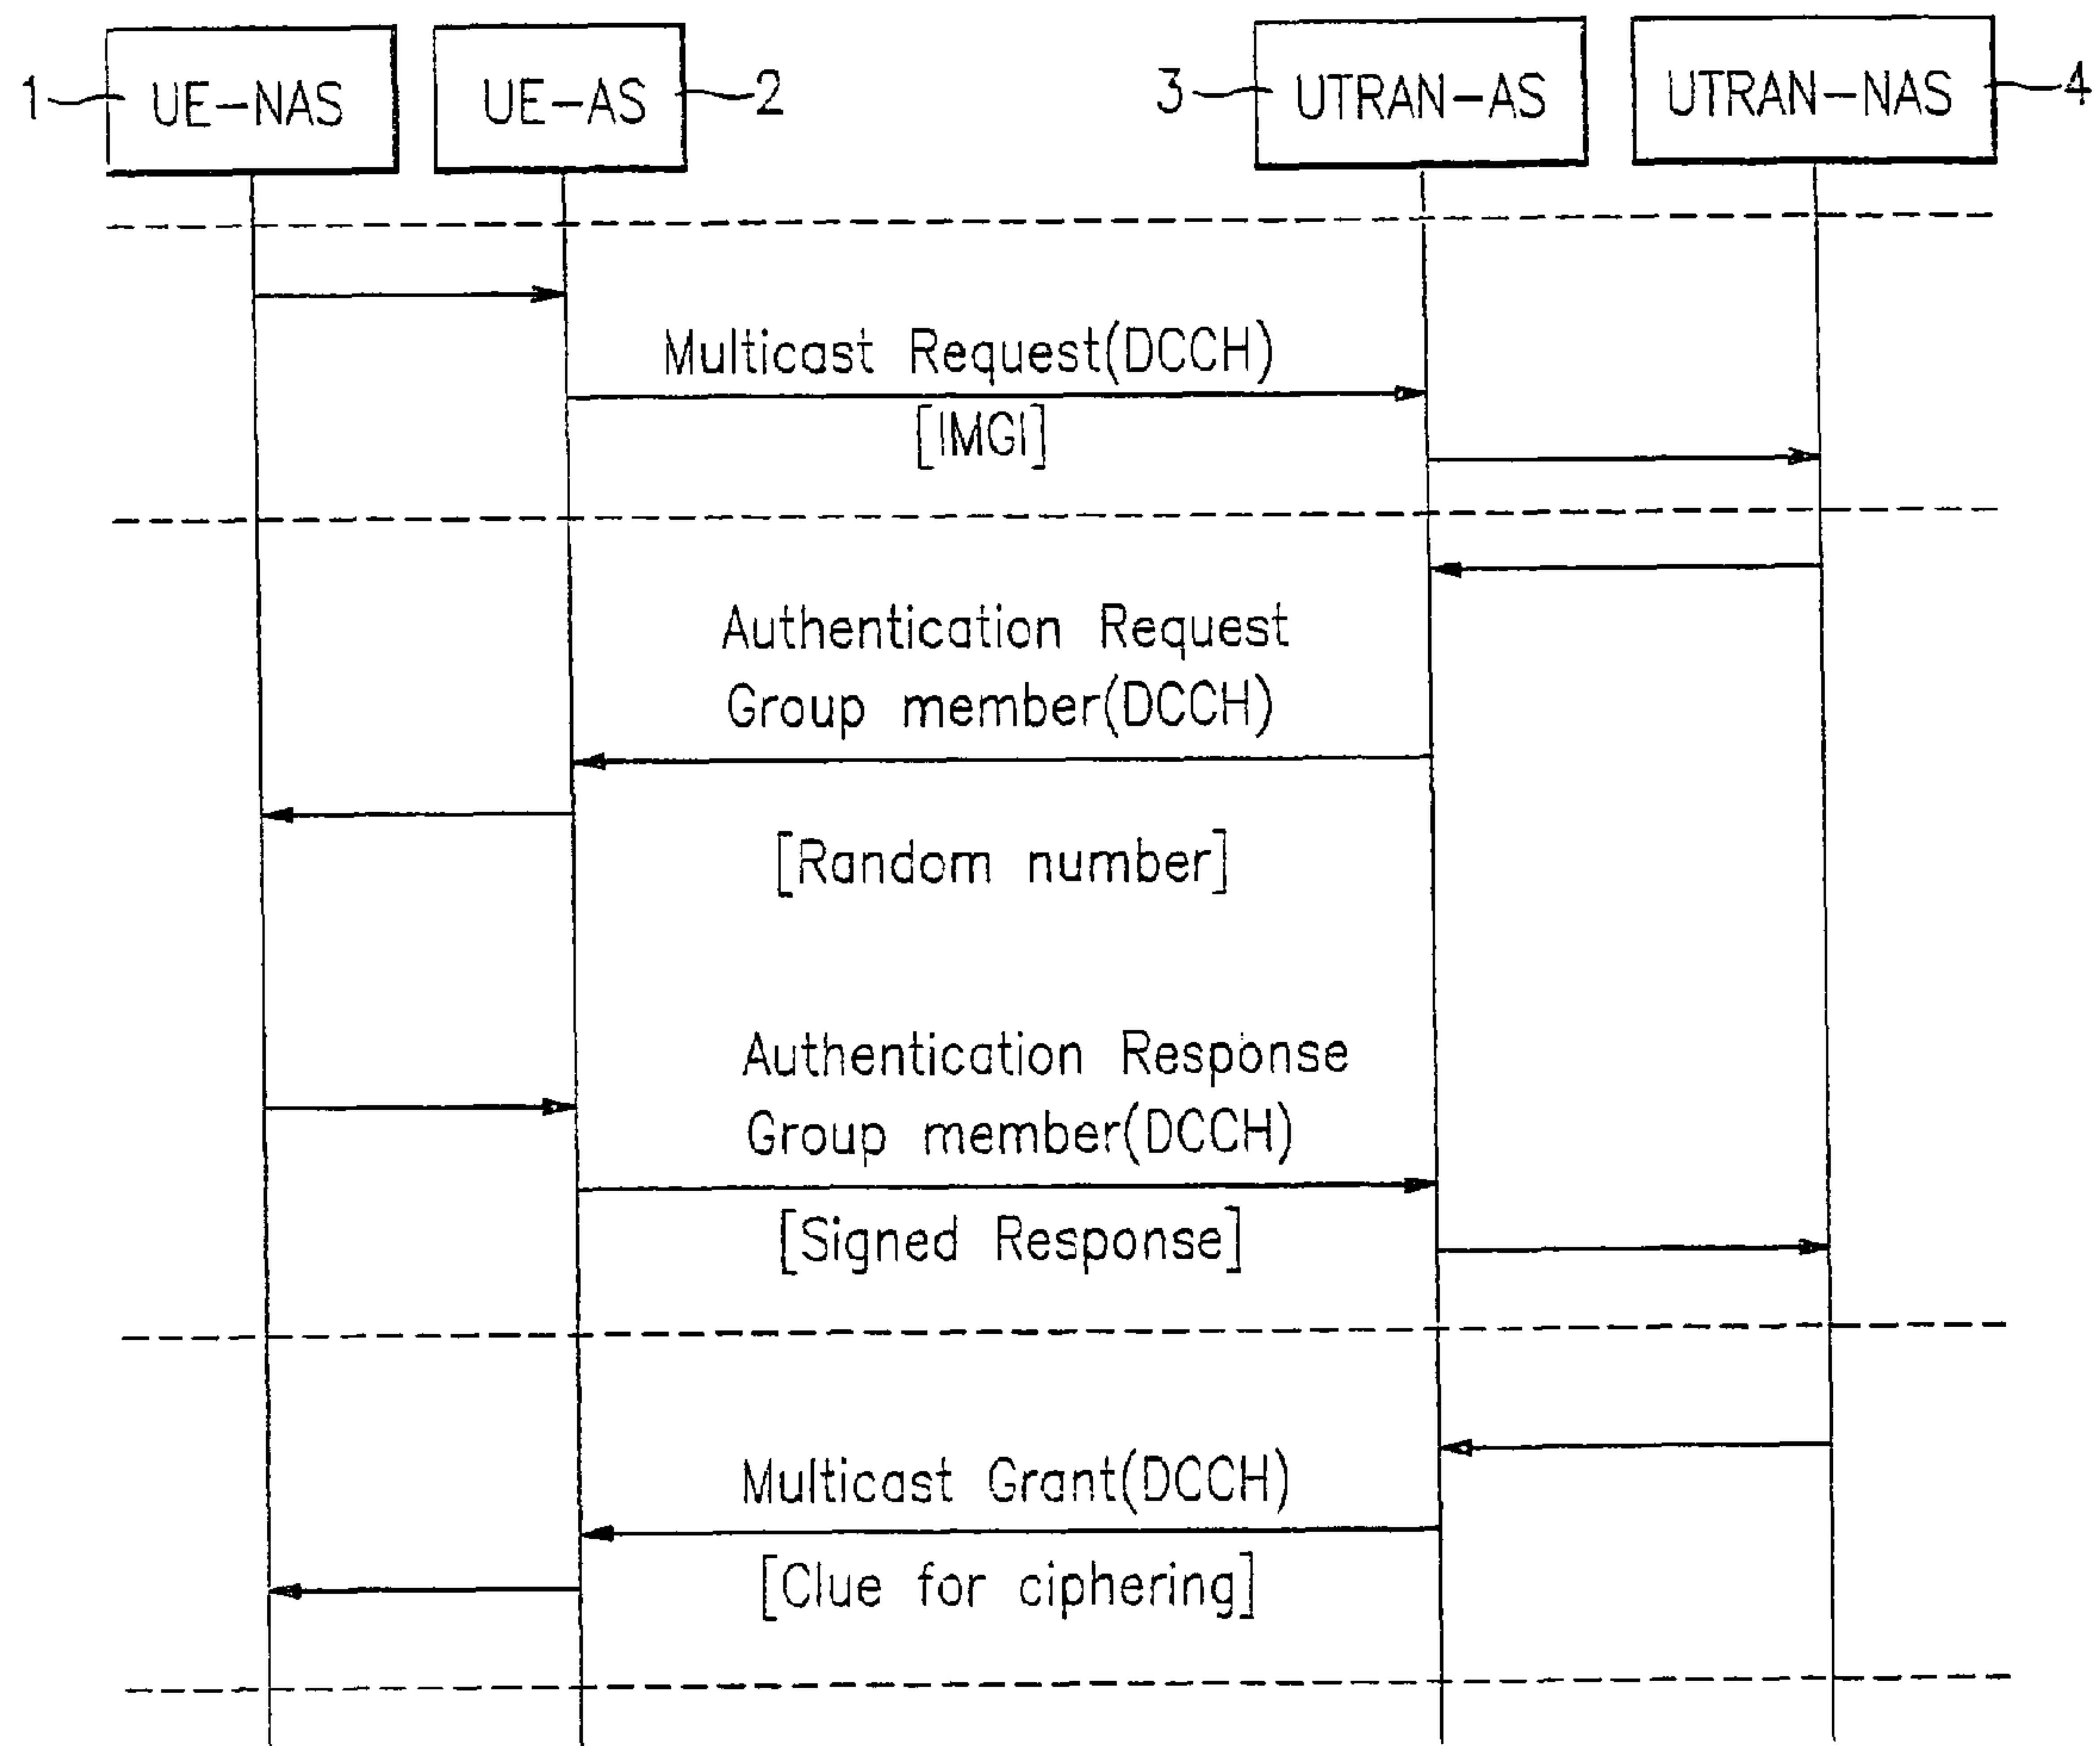 1 UE-NAS UE-AS 2 3 UTRAN-AS UTRAN-NAS 4
Multicast Request(DCCH)
[IMGI]
Authentication Request
Group member(DCCH)
[Random number]
Authentication Response
Group member(DCCH)
[Signed Response]
Multicast Grant(DCCH)
[Clue for ciphering]